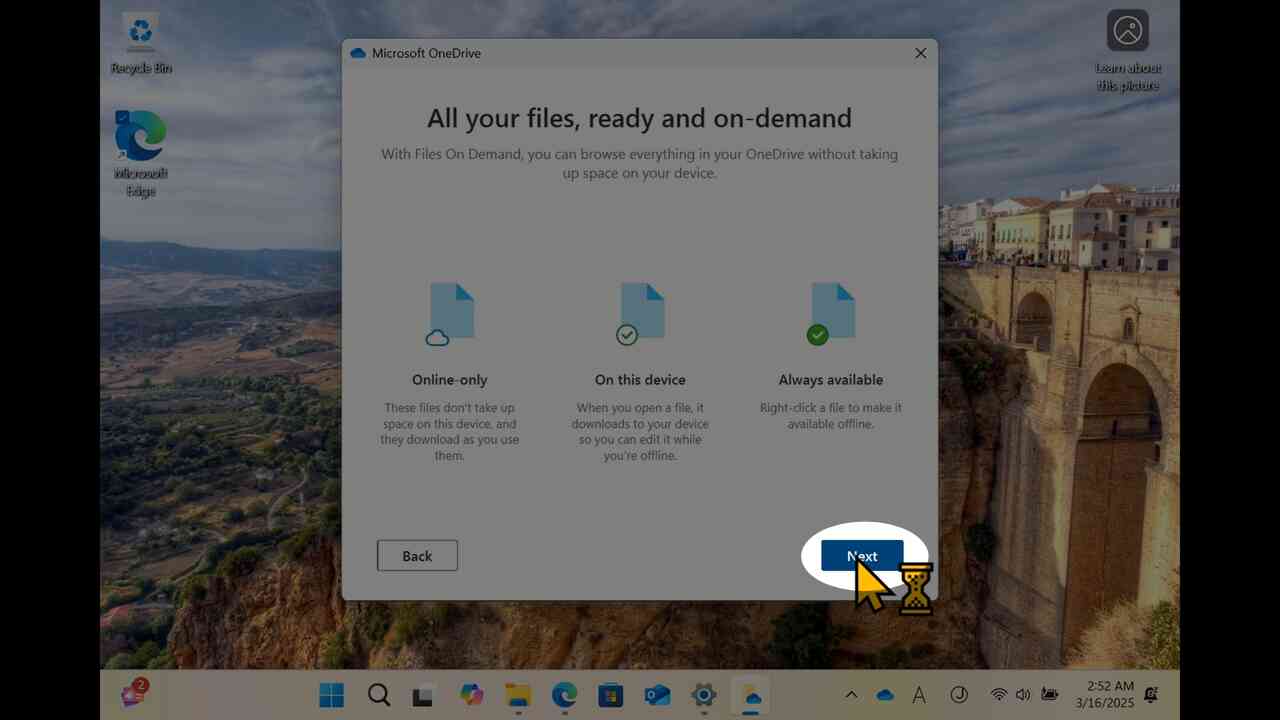 Recycle Bin
Microsoft
Edge
Learn about
this picture
Microsoft OneDrive
All your files, ready and on-demand
With Files On Demand, you can browse everything in your OneDrive without taking
up space on your device.
Online-only
These files don't take up
space on this device, and
they download as you use
them.
On this device
When you open a file, it
downloads to your device
so you can edit it while
you're offline.
Always available
Right-click a file to make it
available offline.
Back
Next
2
A
J
2:52 AM
3/16/2025